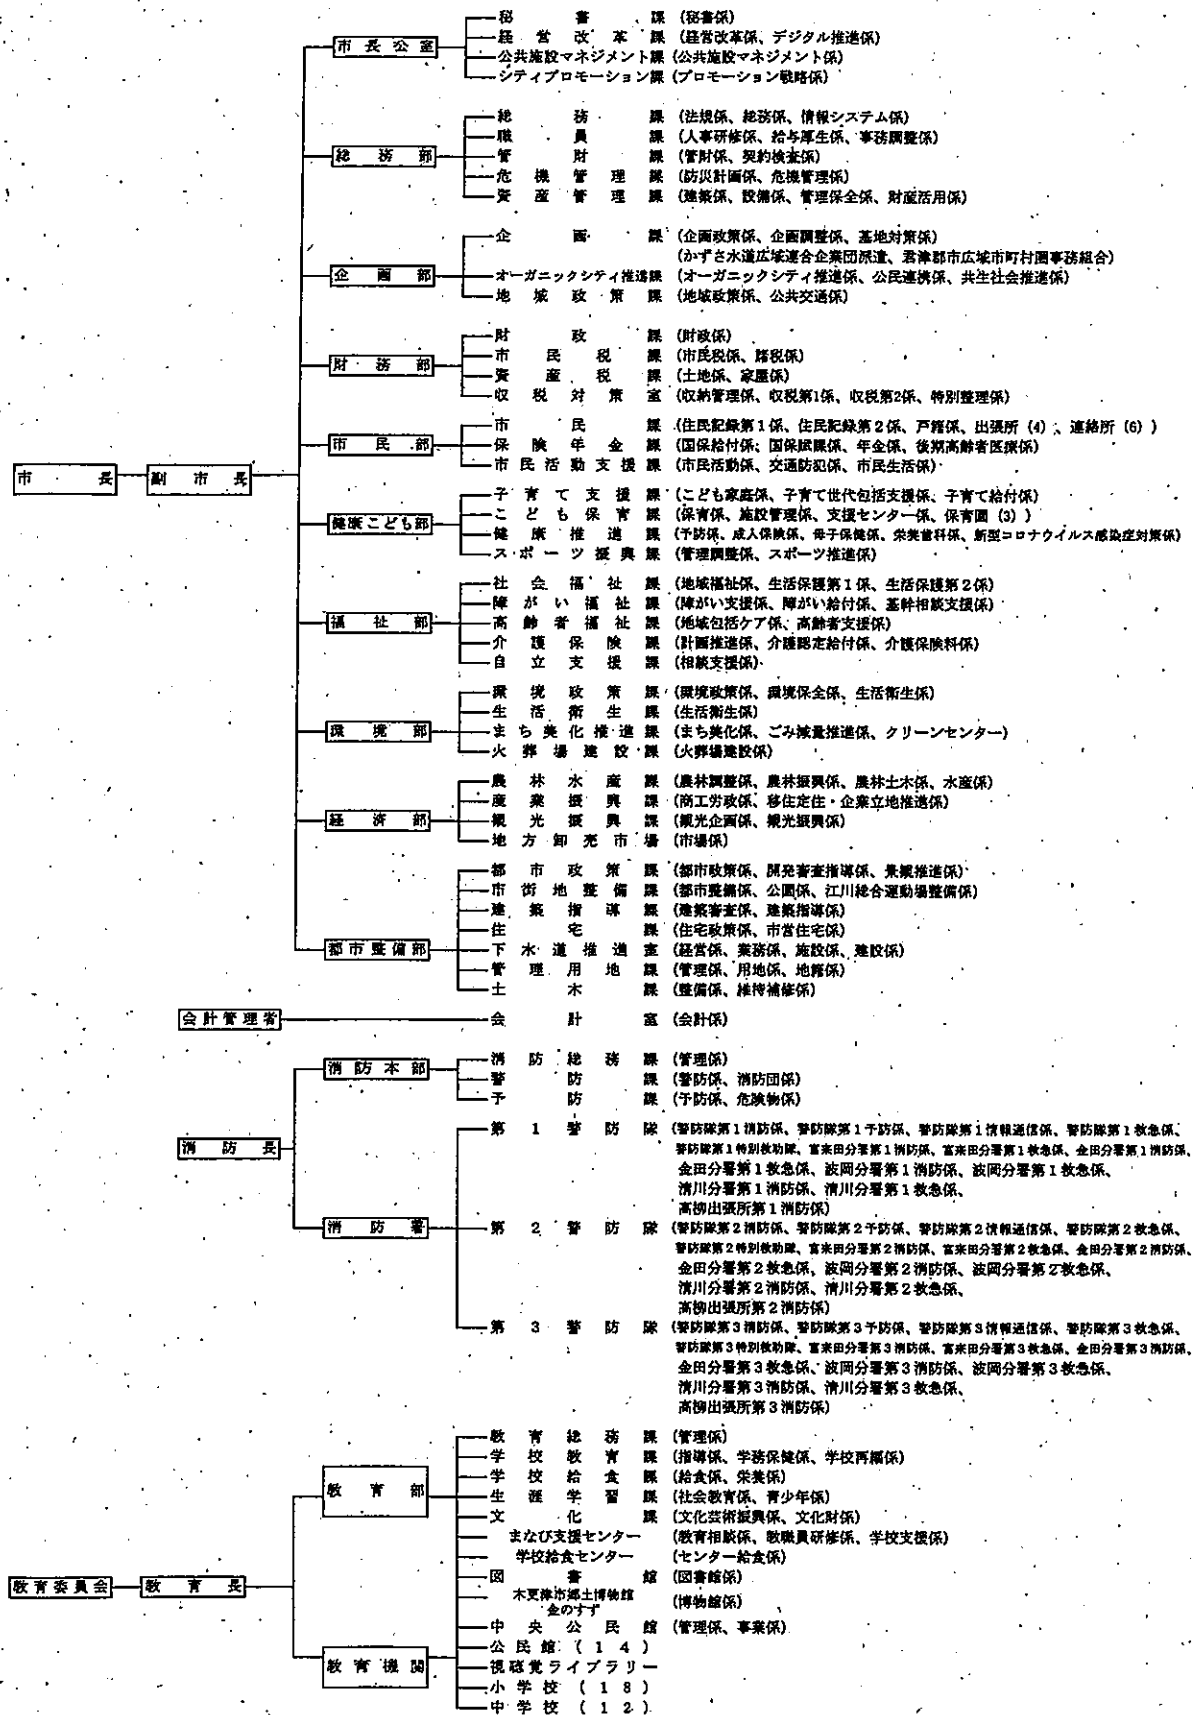 秘書課 (秘書係)
経営改革課 (経営改革係、デジタル推進係)
市長公室
公共施設マネジメント課 (公共施設マネジメント係)
シティプロモーション課 (プロモーション戦略係)
総務課 (法規係、総務係、情報システム係)
職員課 (人事研修係、給与厚生係、事務調整係)
総務部
管財課 (管財係、契約検査係)
危機管理課 (防災計画係、危機管理係)
資産管理課 (建築係、設備係、管理保全係、財産活用係)
企画課 (企画政策係、企画調整係、基地対策係)
(かずさ水道広域連合企業団派遣、君津郡市広域市町村圏事務組合)
企画部
オーガニックシティ推進課 (オーガニックシティ推進係、公民連携係、共生社会推進係)
地域政策課 (地域政策係、公共交通係)
財政課 (財政係)
市民税課 (市民税係、諸税係)
財務部
資産税課 (土地係、家屋係)
収税対策室 (収納管理係、収税第1係、収税第2係、特別整理係)
市民課 (住民記録第1係、住民記録第2係、戸籍係、出張所 (4) 、連絡所 (6) )
市民部
保険年金課 (国保給付係、国保賦課係、年金係、後期高齢者医療係)
市民活動支援課 (市民活動係、交通防犯係、市民生活係)
市長 副市長
子育て支援課 (こども家庭係、子育て世代包括支援係、子育て給付係)
こども保育課 (保育係、施設管理係、支援センター係、保育園 (3) )
健康こども部
健康推進課 (予防係、成人保険係、母子保健係、栄養歯科係、新型コロナウイルス感染症対策係)
スポーツ振興課 (管理調整係、スポーツ推進係)
社会福祉課 (地域福祉係、生活保護第1係、生活保護第2係)
障がい福祉課 (障がい支援係、障がい給付係、基幹相談支援係)
福祉部
高齢者福祉課 (地域包括ケア係、高齢者支援係)
介護保険課 (計画推進係、介護認定給付係、介護保険料係)
自立支援課 (相談支援係)
環境政策課 (環境政策係、環境保全係、生活衛生係)
生活衛生課 (生活衛生係)
環境部
まち美化推進課 (まち美化係、ごみ減量推進係、クリーンセンター)
火葬場建設課 (火葬場建設係)
農林水産課 (農林調整係、農林振興係、農林土木係、水産係)
産業振興課 (商工労政係、移住定住・企業立地推進係)
経済部
観光振興課 (観光企画係、観光振興係)
地方卸売市場 (市場係)
都市政策課 (都市政策係、開発審査指導係、景観推進係)
市街地整備課 (都市整備係、公園係、江川総合運動場整備係)
建築指導課 (建築審査係、建築指導係)
住宅課 (住宅政策係、市営住宅係)
都市整備部
下水道推進室 (経営係、業務係、施設係、建設係)
管理用地課 (管理係、用地係、地籍係)
土木課 (整備係、維持補修係)
会計管理者 会計室 (会計係)
消防総務課 (管理係)
消防本部
警防課 (警防係、消防団係)
予防課 (予防係、危険物係)
消防長
第1警防隊 (警防隊第1消防係、警防隊第1予防係、警防隊第1情報通信係、警防隊第1救急係、
警防隊第1特別救助隊、富来田分署第1消防係、富来田分署第1救急係、金田分署第1消防係、
金田分署第1救急係、波岡分署第1消防係、波岡分署第1救急係、
清川分署第1消防係、清川分署第1救急係、
高柳出張所第1消防係)
消防署
第2警防隊 (警防隊第2消防係、警防隊第2予防係、警防隊第2情報通信係、警防隊第2救急係、
警防隊第2特別救助隊、富来田分署第2消防係、富来田分署第2救急係、金田分署第2消防係、
金田分署第2救急係、波岡分署第2消防係、波岡分署第2救急係、
清川分署第2消防係、清川分署第2救急係、
高柳出張所第2消防係)
第3警防隊 (警防隊第3消防係、警防隊第3予防係、警防隊第3情報通信係、警防隊第3救急係、
警防隊第3特別救助隊、富来田分署第3消防係、富来田分署第3救急係、金田分署第3消防係、
金田分署第3救急係、波岡分署第3消防係、波岡分署第3救急係、
清川分署第3消防係、清川分署第3救急係、
高柳出張所第3消防係)
教育総務課 (管理係)
学校教育課 (指導係、学務保健係、学校再編係)
学校給食課 (給食係、栄養係)
教育部
生涯学習課 (社会教育係、青少年係)
文化課 (文化芸術振興係、文化財係)
まなび支援センター (教育相談係、教職員研修係、学校支援係)
学校給食センター (センター給食係)
教育委員会 教育長
図書館 (図書館係)
木更津市郷土博物館
金のすず (博物館係)
中央公民館 (管理係、事業係)
公民館 (14)
教育機関
視聴覚ライブラリー
小学校 (18)
中学校 (12)